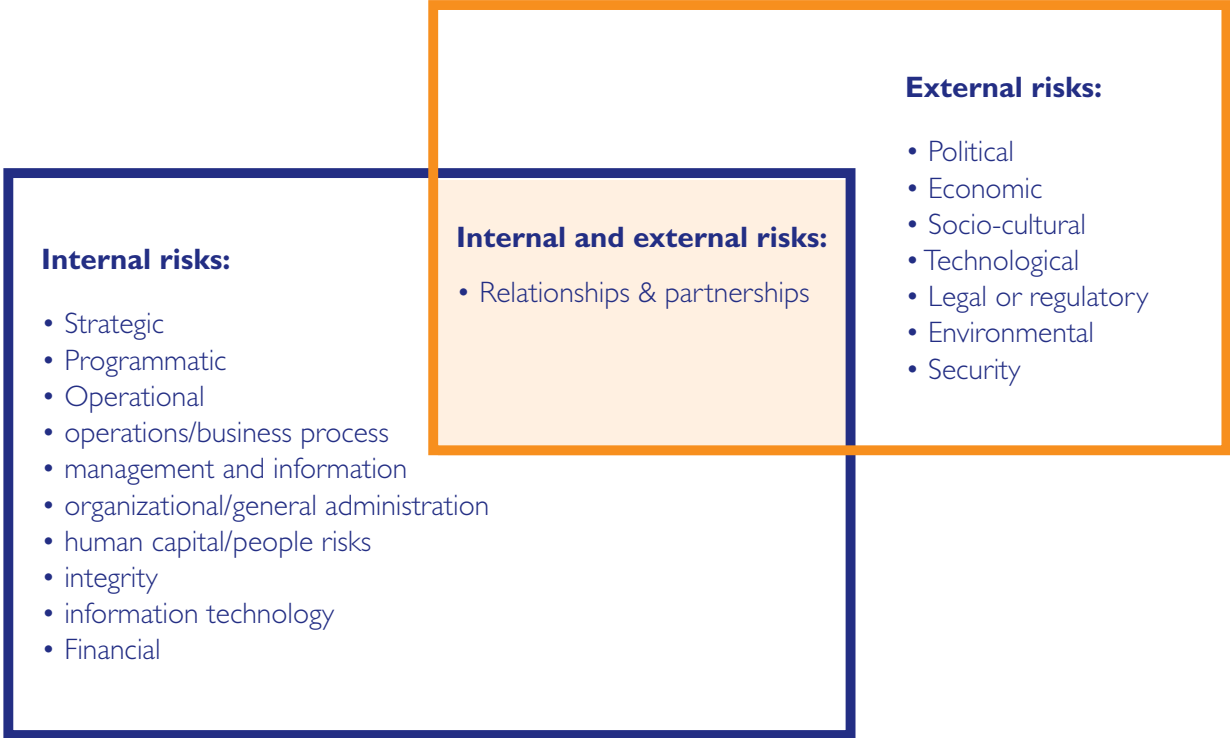 Internal risks:
• Strategic
• Programmatic
• Operational
• operations/business process
• management and information
• organizational/general administration
• human capital/people risks
• integrity
• information technology
• Financial
Internal and external risks:
• Relationships & partnerships
External risks:
• Political
• Economic
• Socio-cultural
• Technological
• Legal or regulatory
• Environmental
• Security